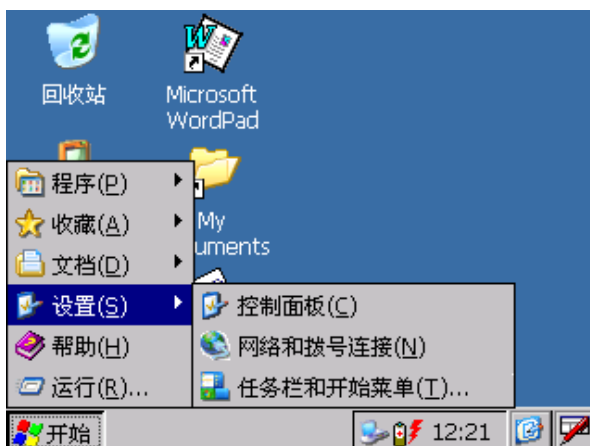 回收站
Microsoft
WordPad
程序(P)
收藏(A)
My
uments
文档(D)
设置(S)
控制面板(C)
帮助(H)
网络和拨号连接(N)
运行(R)...
任务栏和开始菜单(T)...
开始
12:21